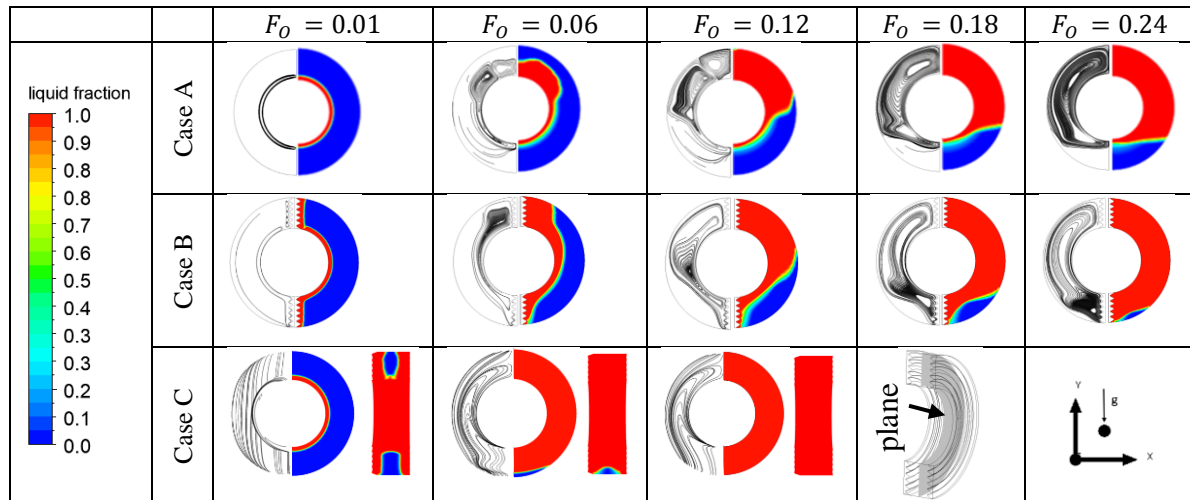 F_O = 0.01
F_O = 0.06
F_O = 0.12
F_O = 0.18
F_O = 0.24
liquid fraction
1.0
0.9
0.8
0.7
0.6
0.5
0.4
0.3
0.2
0.1
0.0
Case A
Case B
Case C
plane
Y
g
X